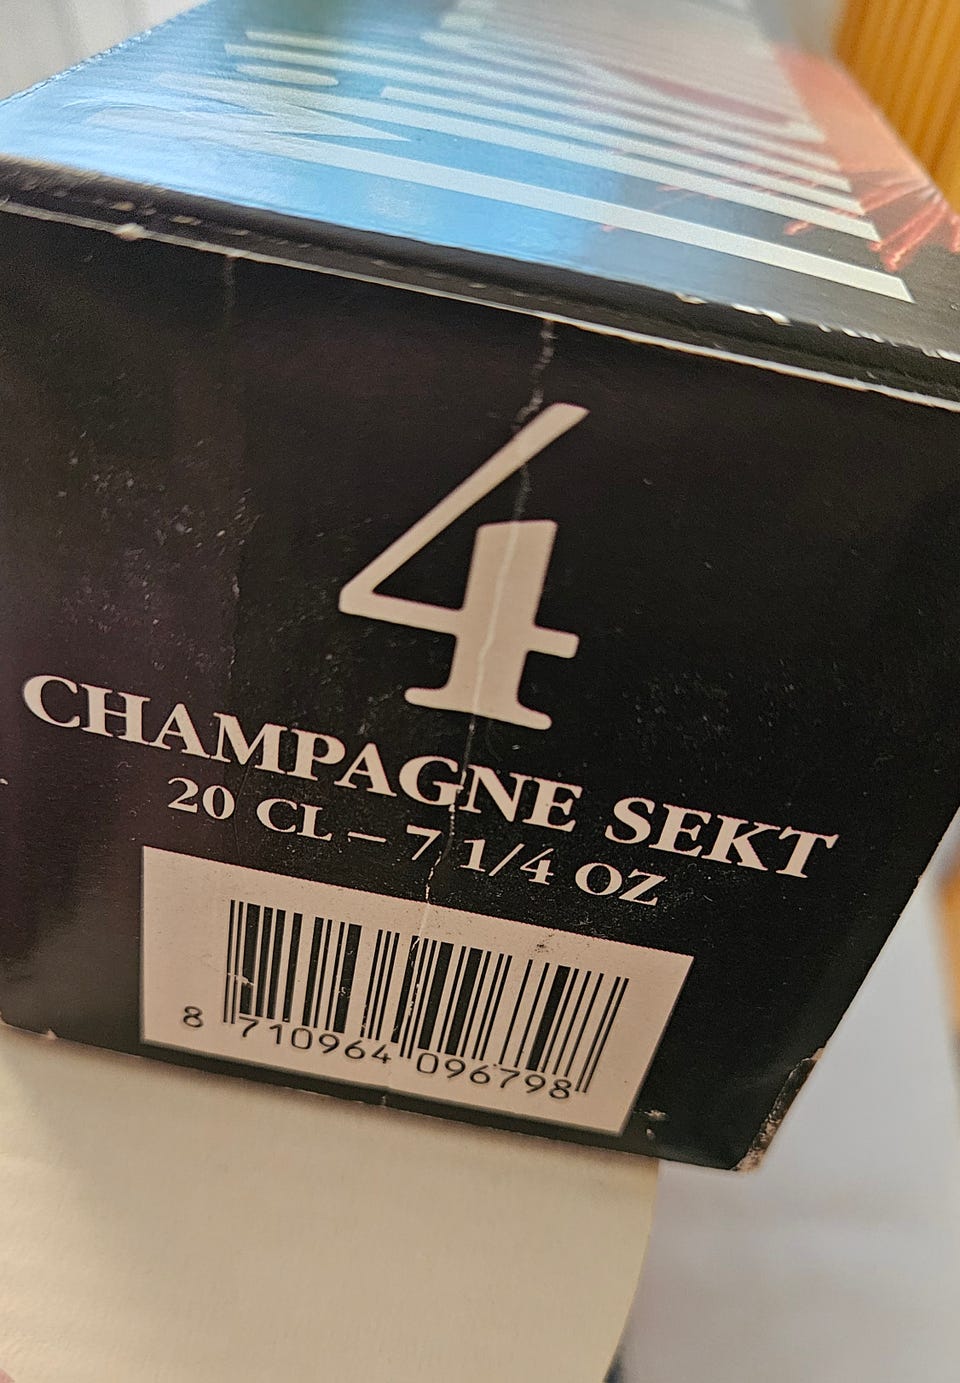 4
CHAMPAGNE SEKT
20 CL – 7 1/4 OZ
8 710964 096798